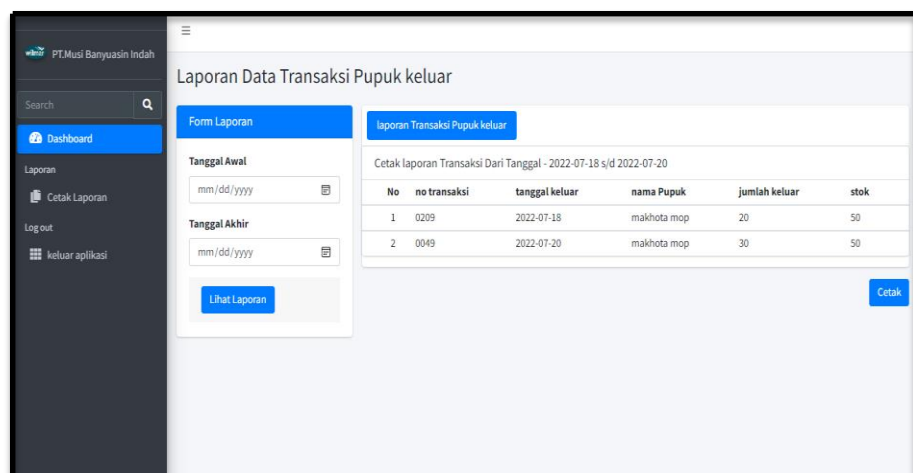 PT.Musi Banyuasin Indah
Search
Dashboard
Laporan
Cetak Laporan
Log out
keluar aplikasi
Laporan Data Transaksi Pupuk keluar
Form Laporan
Tanggal Awal
mm/dd/yyyy
Tanggal Akhir
mm/dd/yyyy
Lihat Laporan
laporan Transaksi Pupuk keluar
Cetak laporan Transaksi Dari Tanggal - 2022-07-18 s/d 2022-07-20
No no transaksi tanggal keluar nama Pupuk jumlah keluar stok
1 0209 2022-07-18 makhota mop 20 50
2 0049 2022-07-20 makhota mop 30 50
Cetak